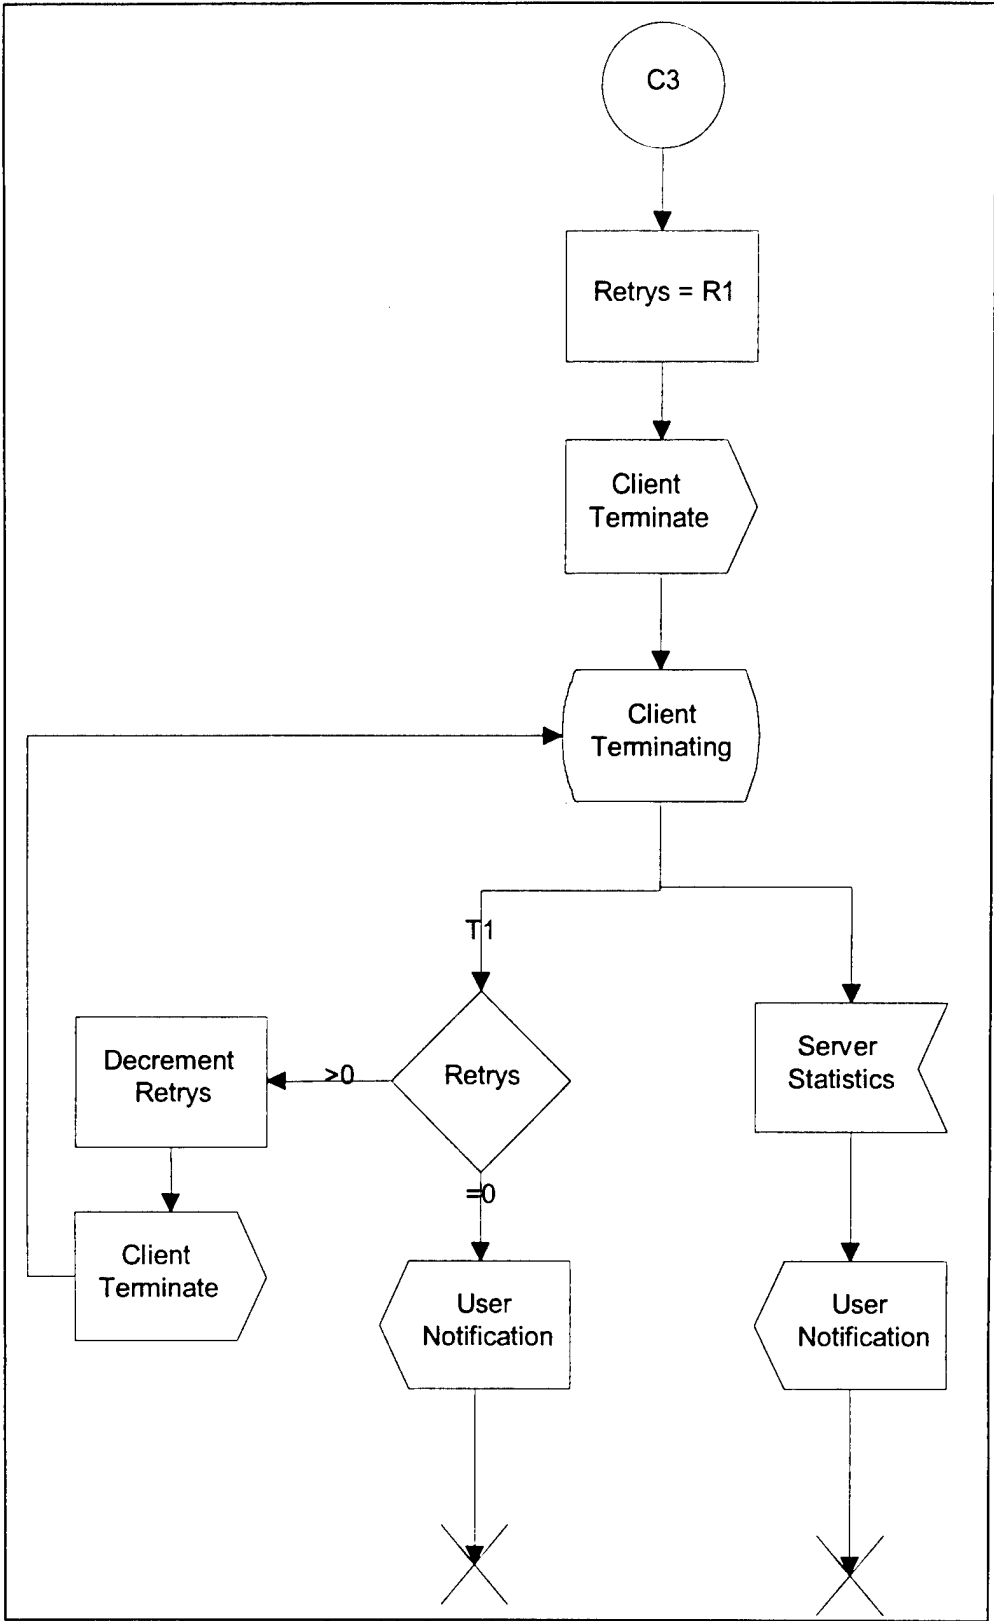 C3
Retrys = R1
Client
Terminate
Client
Terminating
T1
Retrys
>0
Decrement
Retrys
Server
Statistics
=0
Client
Terminate
User
Notification
User
Notification